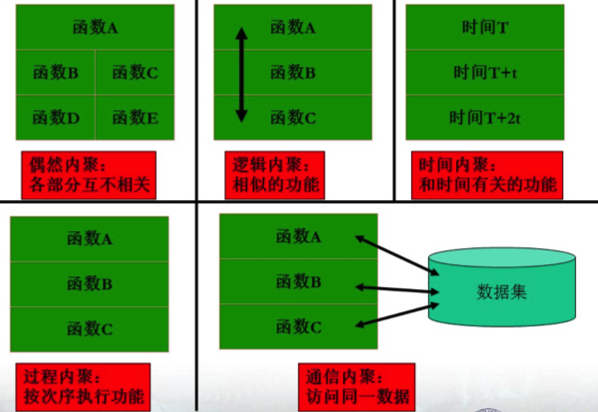 函数A
函数B 函数C
函数D 函数E
偶然内聚：
各部分互不相关
函数A
函数B
函数C
逻辑内聚：
相似的功能
时间T
时间T+t
时间T+2t
时间内聚：
和时间有关的功能
函数A
函数B
函数C
过程内聚：
按次序执行功能
函数A
函数B
函数C
数据集
通信内聚：
访问同一数据